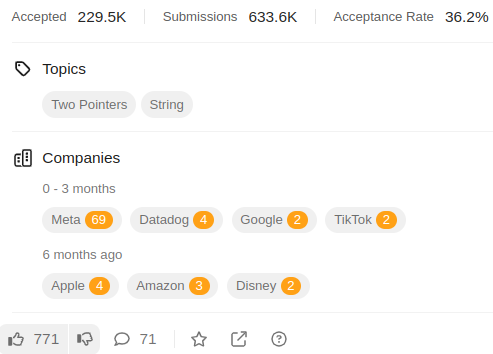 Accepted 229.5K Submissions 633.6K Acceptance Rate 36.2%
Topics
Two Pointers String
Companies
0 - 3 months
Meta 69 Datadog 4 Google 2 TikTok 2
6 months ago
Apple 4 Amazon 3 Disney 2
771 71